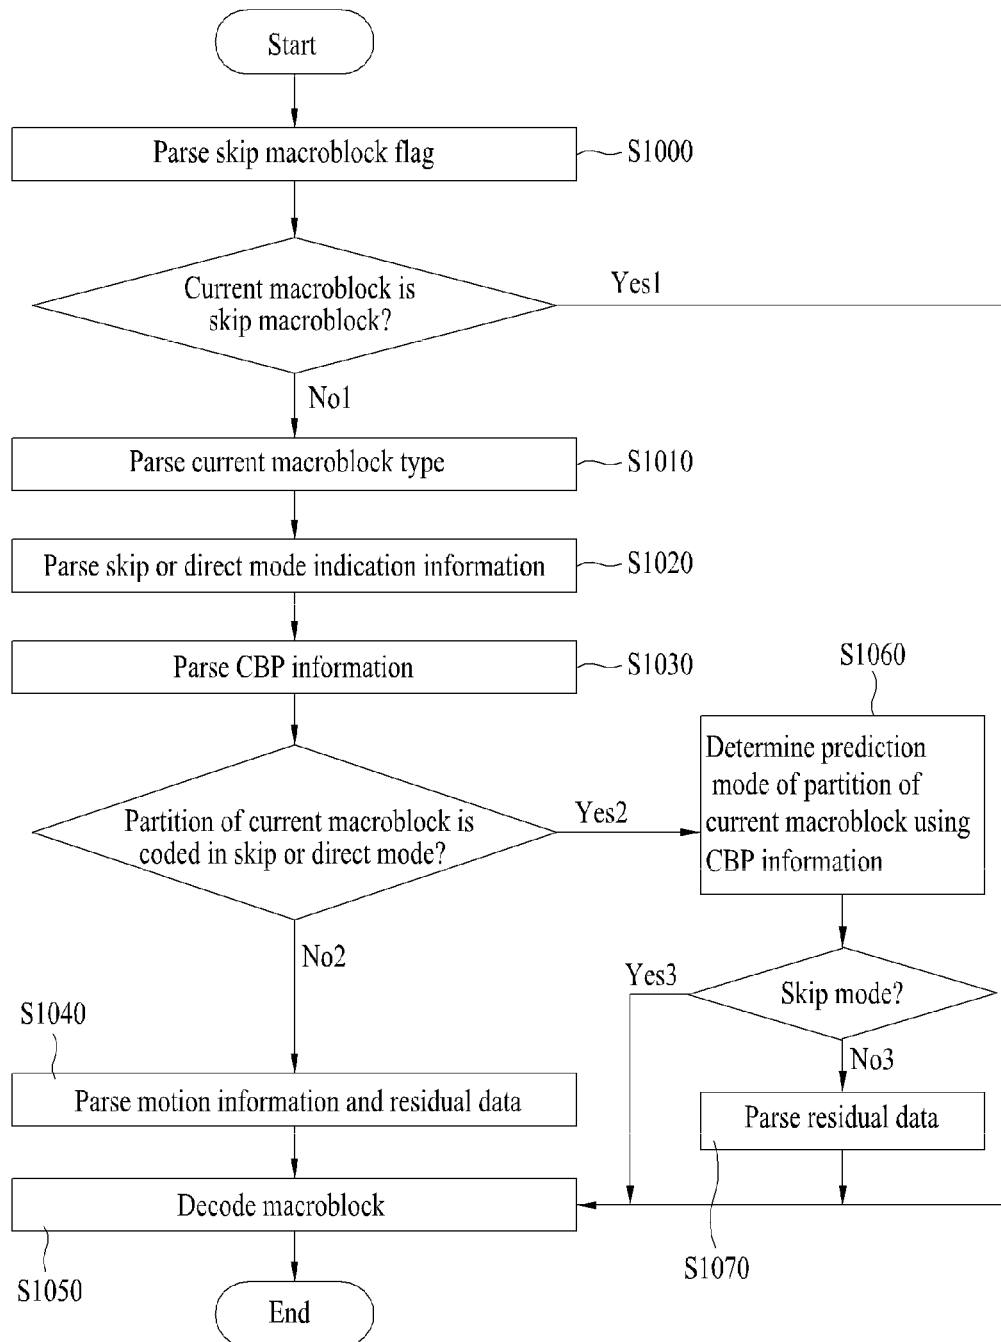 Start
Parse skip macroblock flag
S1000
Current macroblock is
skip macroblock?
Yes1
No1
Parse current macroblock type
S1010
Parse skip or direct mode indication information
S1020
Parse CBP information
S1030
S1060
Determine prediction
mode of partition of
current macroblock using
CBP information
Partition of current macroblock is
coded in skip or direct mode?
Yes2
No2
Yes3
Skip mode?
No3
S1040
Parse motion information and residual data
Parse residual data
Decode macroblock
S1050
S1070
End